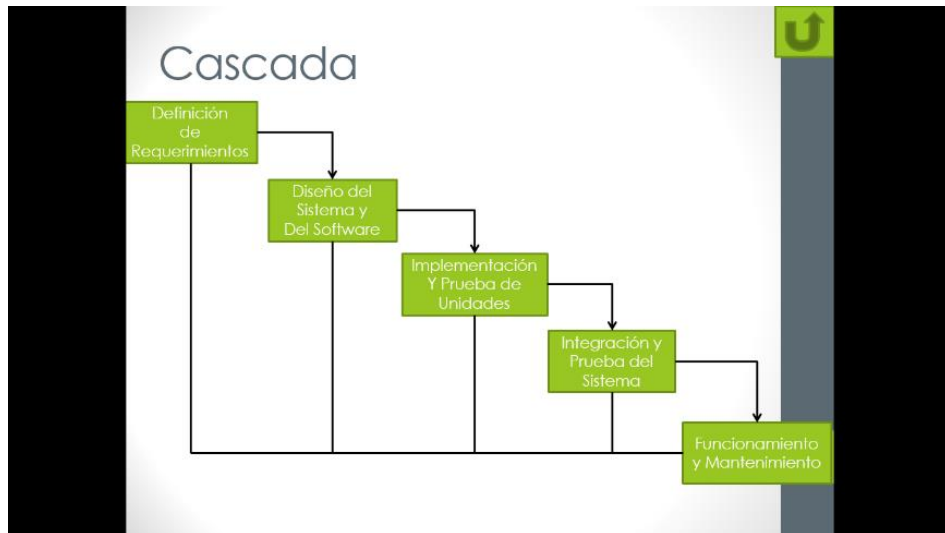 Cascada
Definición
de
Requerimientos
Diseño del
Sistema y
Del Software
Implementación
Y Prueba de
Unidades
Integración y
Prueba del
Sistema
Funcionamiento
y Mantenimiento